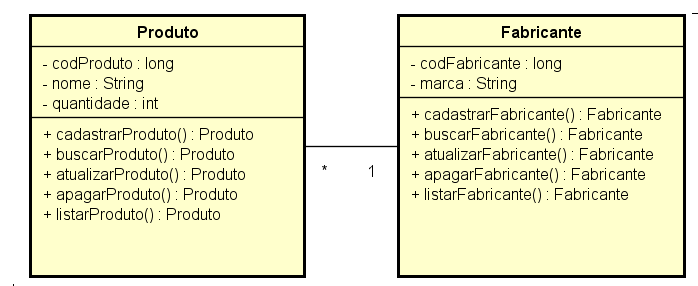 Produto
- codProduto : long
- nome : String
- quantidade : int
+ cadastrarProduto() : Produto
+ buscarProduto() : Produto
+ atualizarProduto() : Produto
+ apagarProduto() : Produto
+ listarProduto() : Produto
* 1
Fabricante
- codFabricante : long
- marca : String
+ cadastrarFabricante() : Fabricante
+ buscarFabricante() : Fabricante
+ atualizarFabricante() : Fabricante
+ apagarFabricante() : Fabricante
+ listarFabricante() : Fabricante